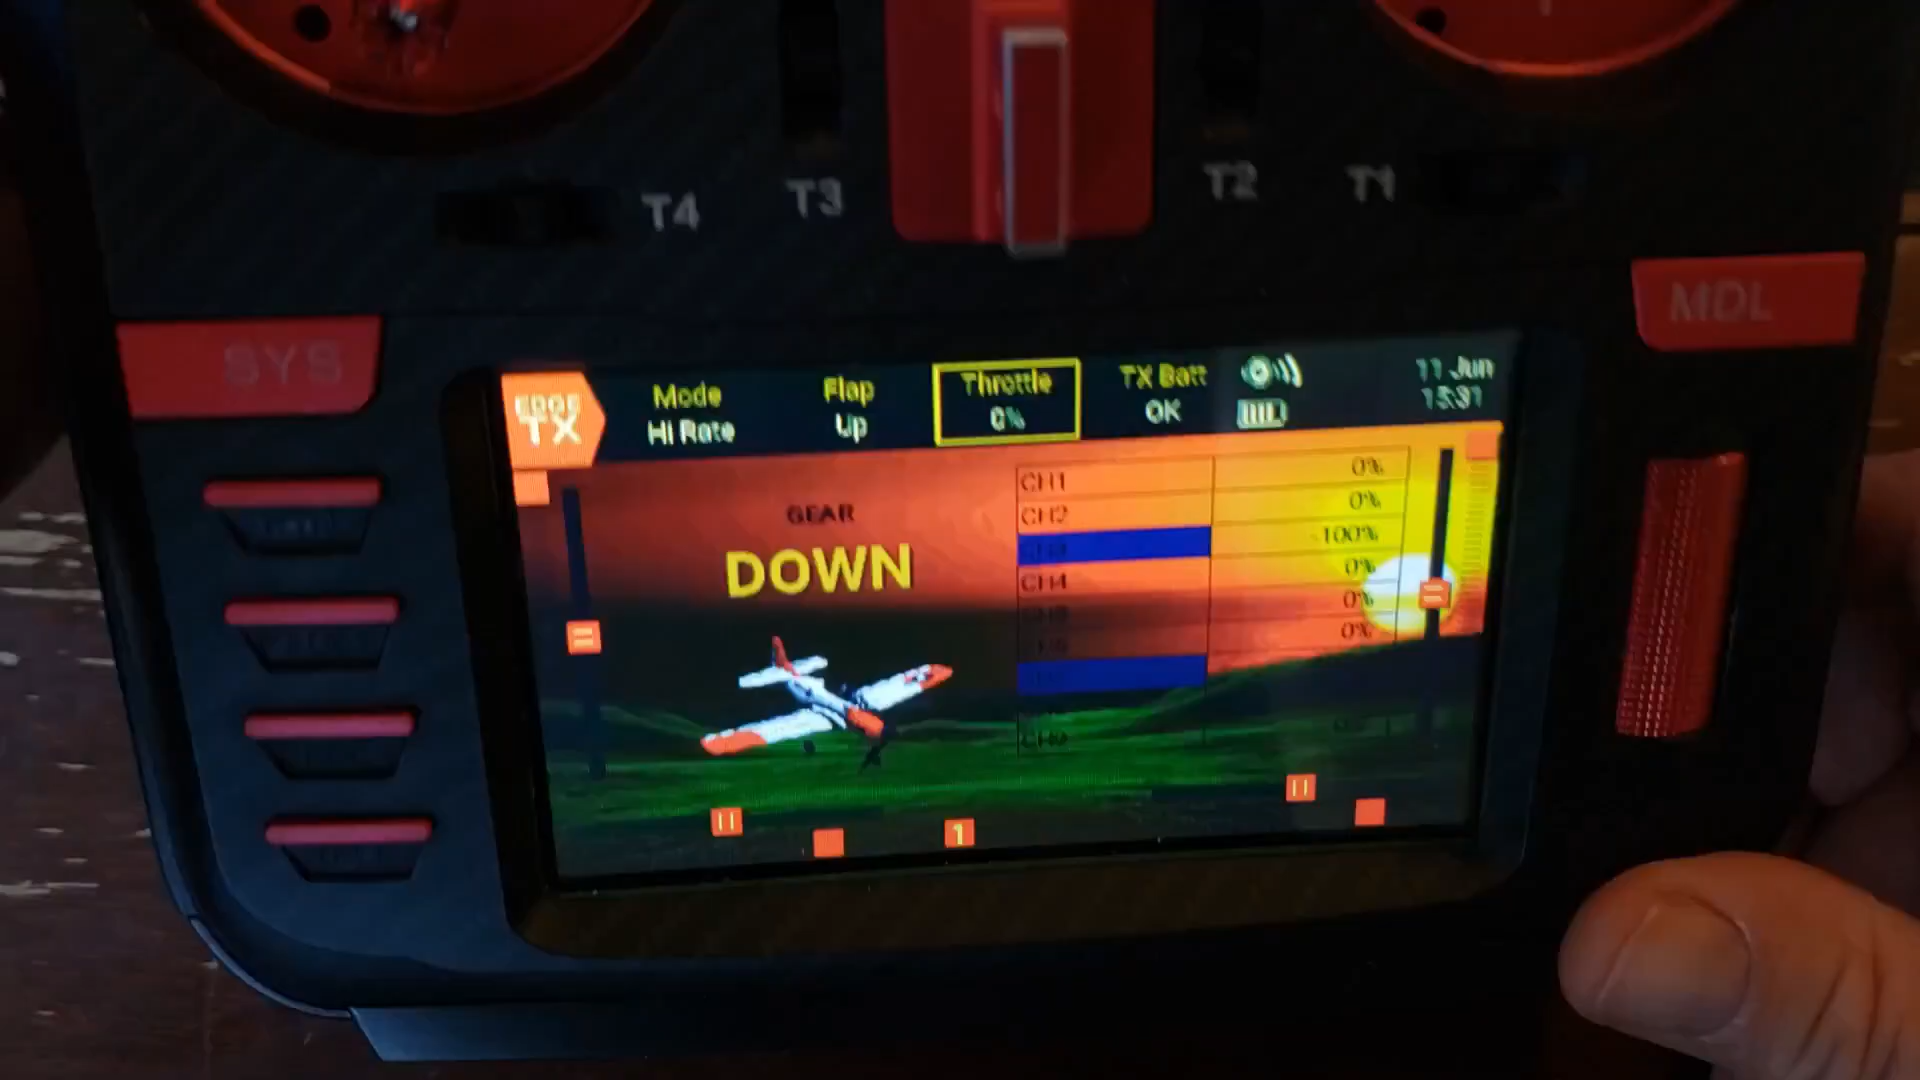 T4
T3
T2
T1
SYS
MDL
EDGE
TX
Mode
Hi Rate
Flap
Up
Throttle
0%
TX Batt
OK
11 Jun
15:31
GEAR
DOWN
CH1 0%
CH2 0%
-100%
CH4 0%
0%
0%
1